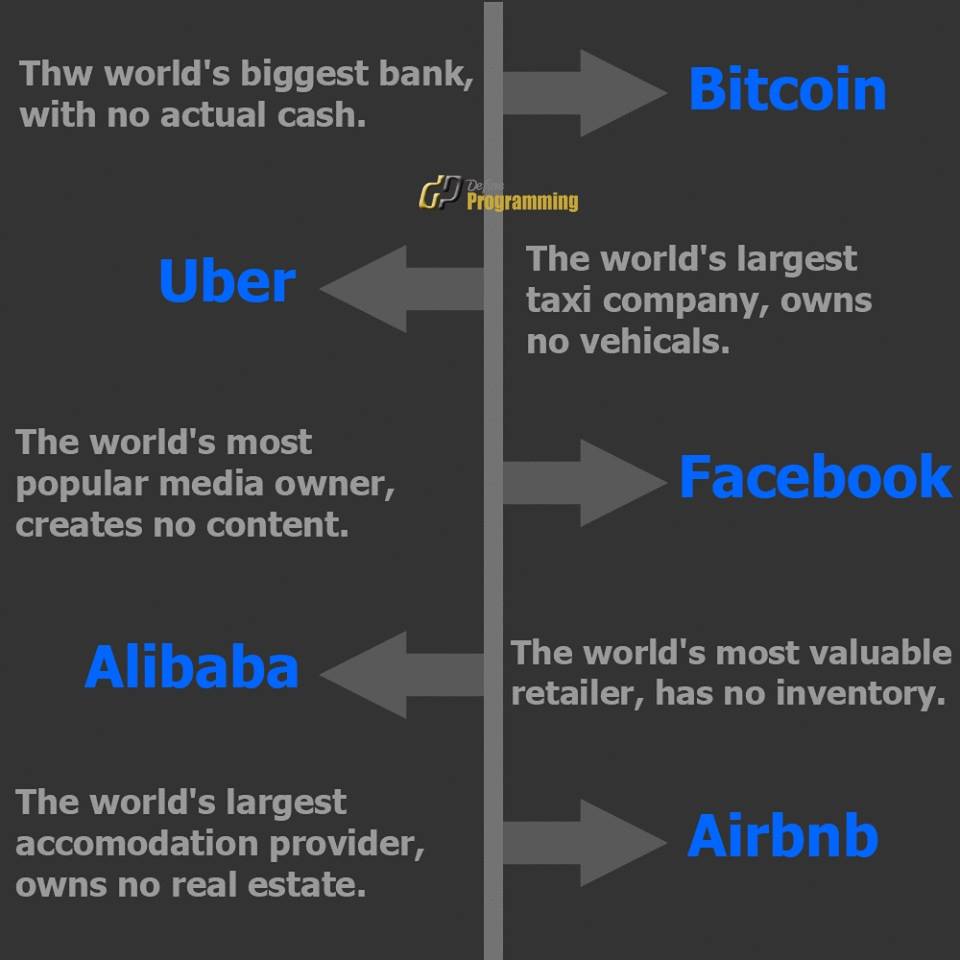 Thw world's biggest bank,
with no actual cash.
Bitcoin
Define
Programming
Uber
The world's largest
taxi company, owns
no vehicals.
The world's most
popular media owner,
creates no content.
Facebook
Alibaba
The world's most valuable
retailer, has no inventory.
The world's largest
accomodation provider,
owns no real estate.
Airbnb